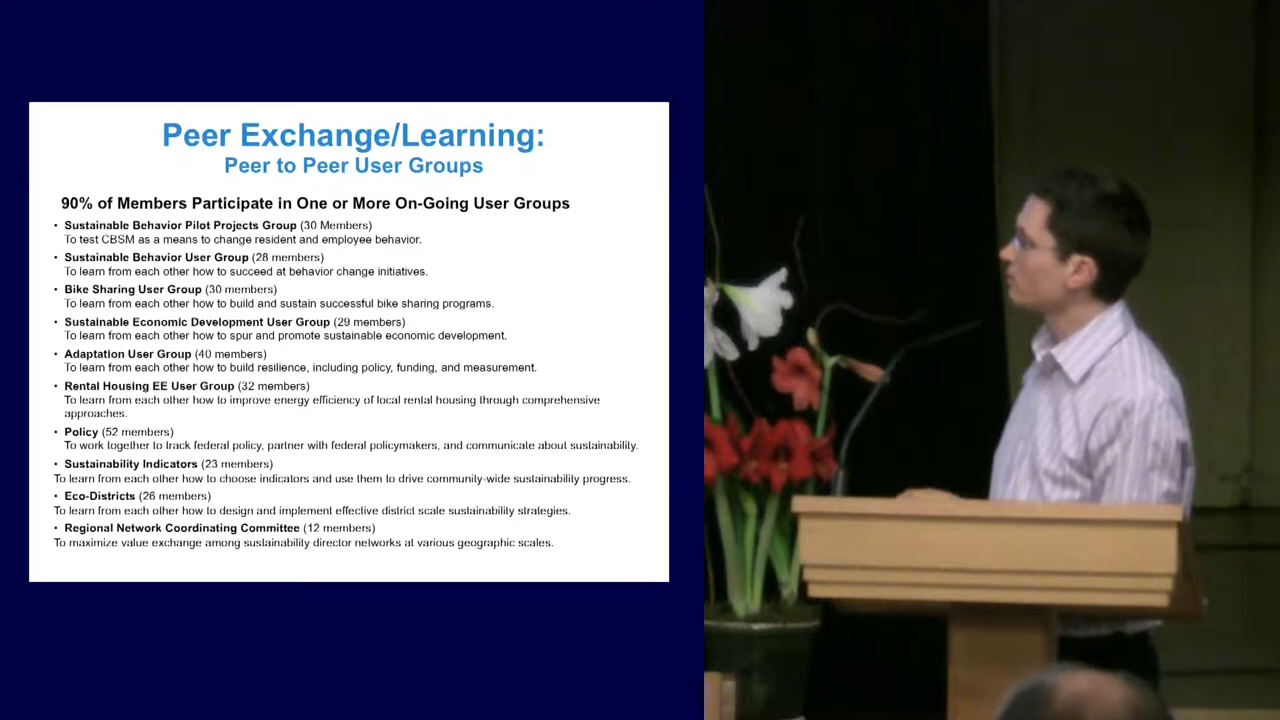 Peer Exchange/Learning:
Peer to Peer User Groups
90% of Members Participate in One or More On-Going User Groups
• Sustainable Behavior Pilot Projects Group (30 Members)
To test CBSM as a means to change resident and employee behavior.
• Sustainable Behavior User Group (28 members)
To learn from each other how to succeed at behavior change initiatives.
• Bike Sharing User Group (30 members)
To learn from each other how to build and sustain successful bike sharing programs.
• Sustainable Economic Development User Group (29 members)
To learn from each other how to spur and promote sustainable economic development.
• Adaptation User Group (40 members)
To learn from each other how to build resilience, including policy, funding, and measurement.
• Rental Housing EE User Group (32 members)
To learn from each other how to improve energy efficiency of local rental housing through comprehensive
approaches.
• Policy (52 members)
To work together to track federal policy, partner with federal policymakers, and communicate about sustainability.
• Sustainability Indicators (23 members)
To learn from each other how to choose indicators and use them to drive community-wide sustainability progress.
• Eco-Districts (26 members)
To learn from each other how to design and implement effective district scale sustainability strategies.
• Regional Network Coordinating Committee (12 members)
To maximize value exchange among sustainability director networks at various geographic scales.